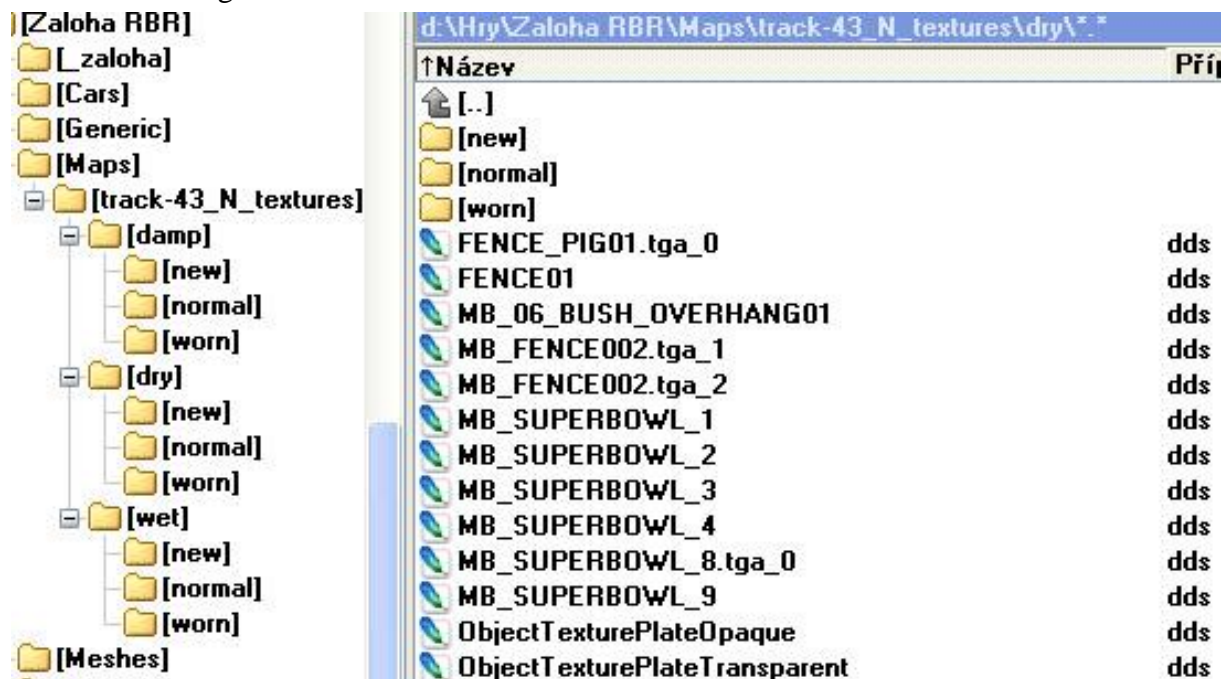 [Zaloha RBR]
[_zaloha]
[Cars]
[Generic]
[Maps]
[track-43_N_textures]
[damp]
[new]
[normal]
[worn]
[dry]
[new]
[normal]
[worn]
[wet]
[new]
[normal]
[worn]
[Meshes]
d:\Hry\Zaloha RBR\Maps\track-43_N_textures\dry\*.*
↑Název
[..]
[new]
[normal]
[worn]
FENCE_PIG01.tga_0 dds
FENCE01 dds
MB_06_BUSH_OVERHANG01 dds
MB_FENCE002.tga_1 dds
MB_FENCE002.tga_2 dds
MB_SUPERBOWL_1 dds
MB_SUPERBOWL_2 dds
MB_SUPERBOWL_3 dds
MB_SUPERBOWL_4 dds
MB_SUPERBOWL_8.tga_0 dds
MB_SUPERBOWL_9 dds
ObjectTexturePlateOpaque dds
ObjectTexturePlateTransparent dds